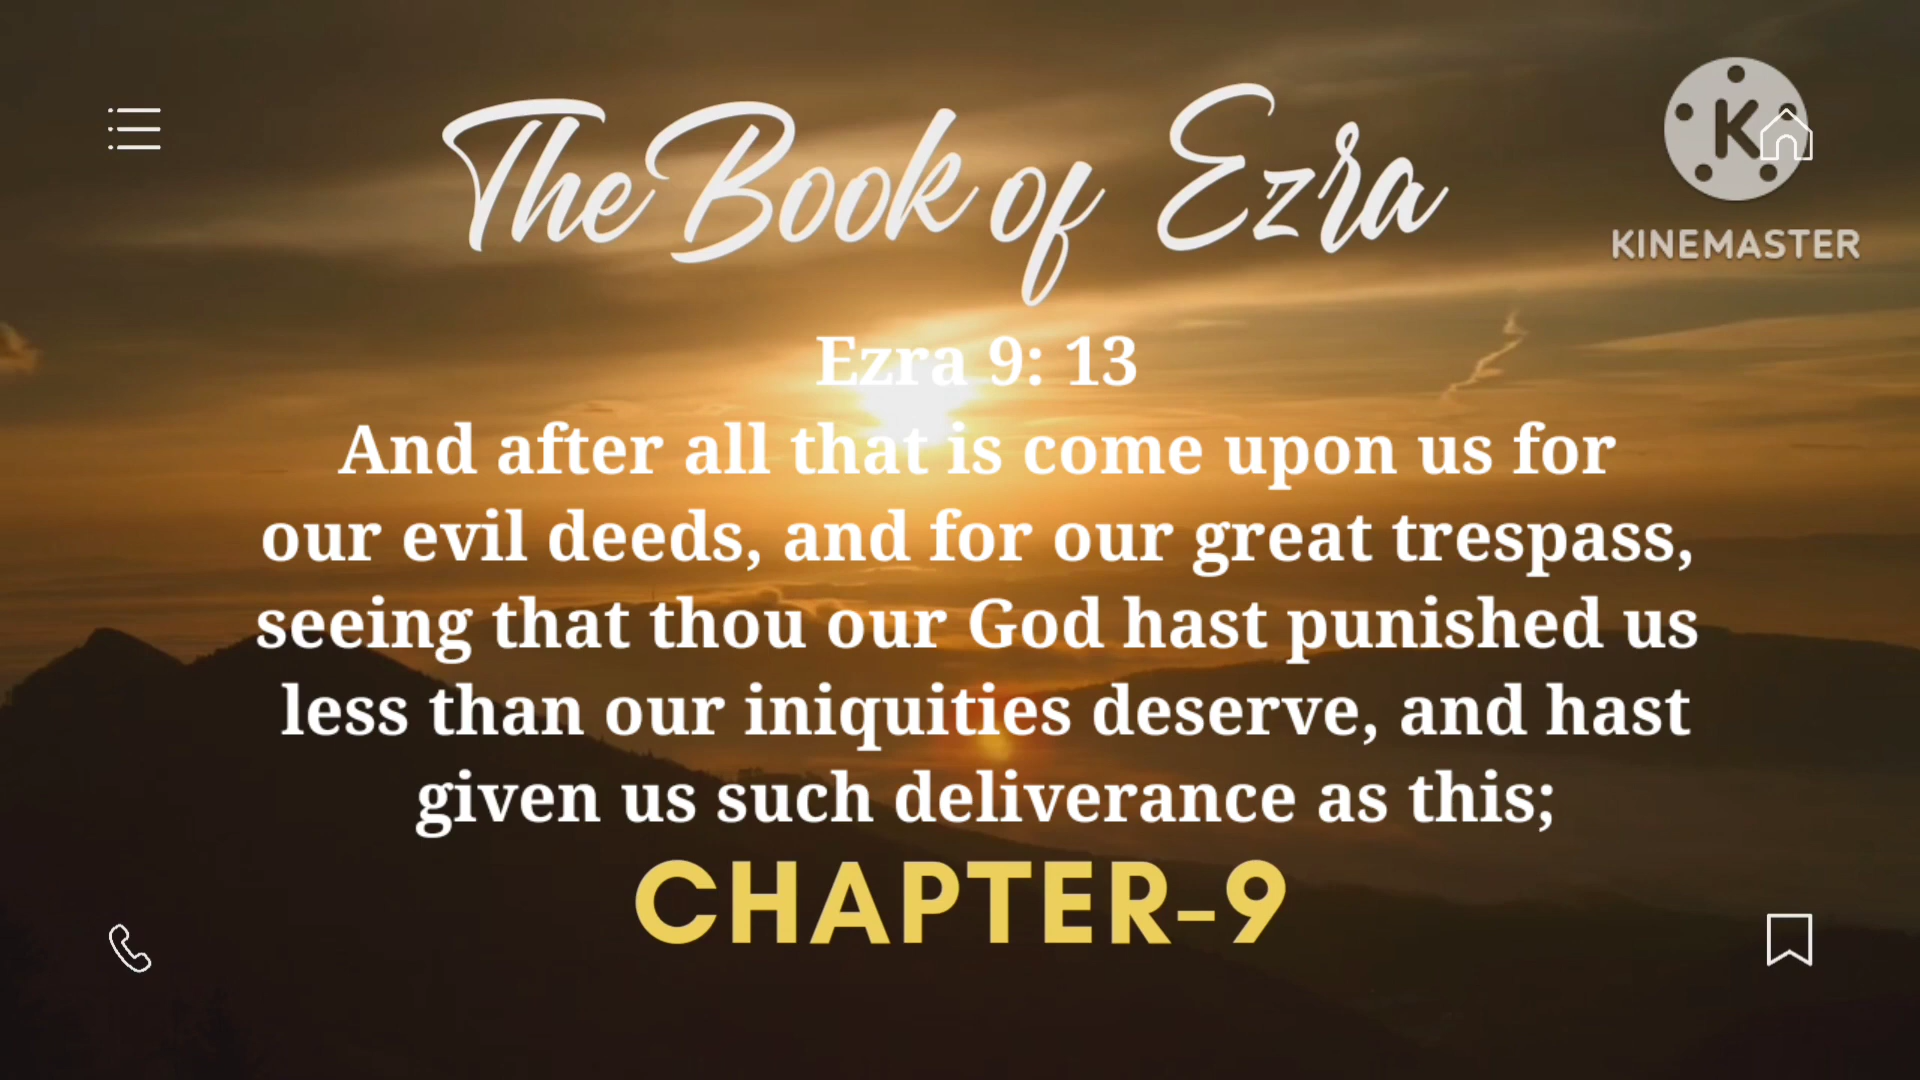 The Book of Ezra
K
KINEMASTER
Ezra 9: 13
And after all that is come upon us for
our evil deeds, and for our great trespass,
seeing that thou our God hast punished us
less than our iniquities deserve, and hast
given us such deliverance as this;
CHAPTER-9